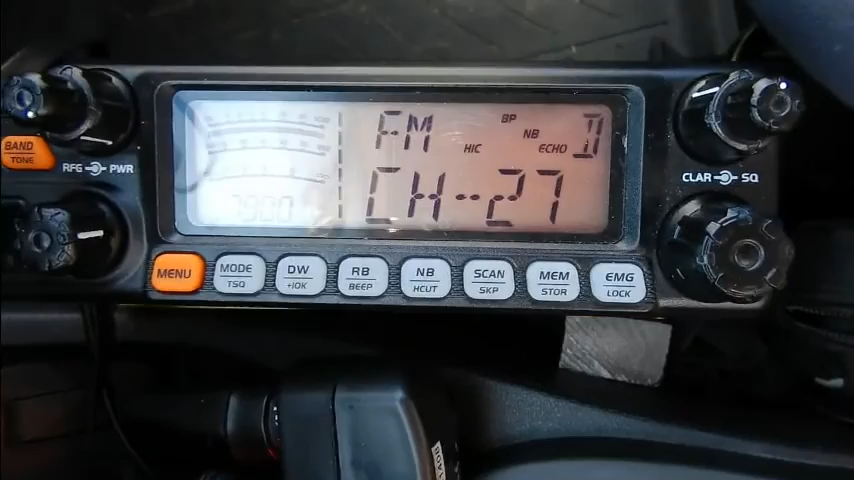 BAND
TONE
RFG PWR
FM BP NB D
HIC ECHO
CH-27
CLAR SQ
MENU
MODE
TSQ
DW
+10K
RB
BEEP
NB
HCUT
SCAN
SKP
MEM
STOR
EMG
LOCK
1408